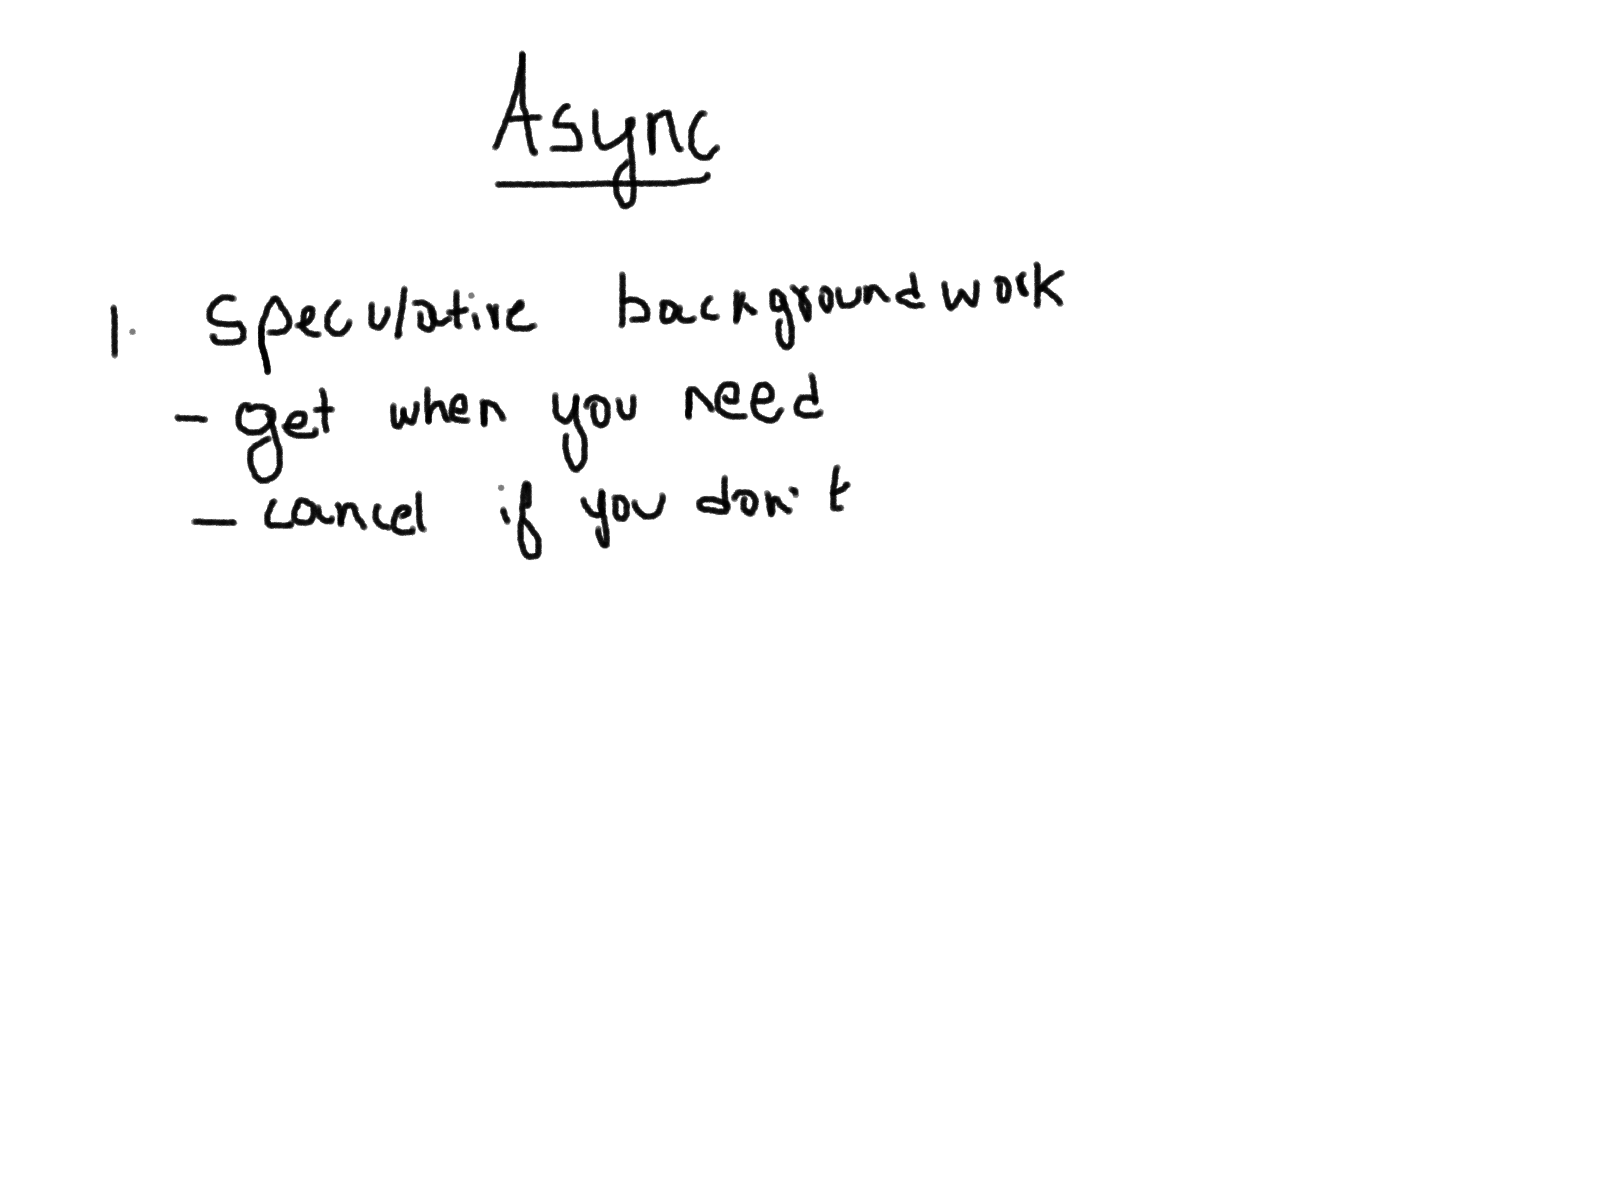 Async
1. Speculative background work
- get when you need
- cancel if you don't